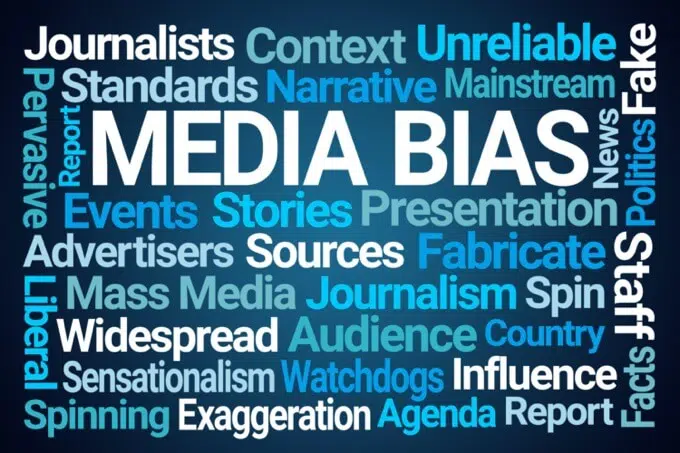 Journalists Context Unreliable
Standards Narrative Mainstream
Pervasive
Report
MEDIA BIAS
News
Fake
Politics
Events Stories Presentation
Advertisers Sources Fabricate
Liberal
Mass Media Journalism Spin
Staff
Widespread Audience Country
Sensationalism Watchdogs Influence
Facts
Spinning Exaggeration Agenda Report